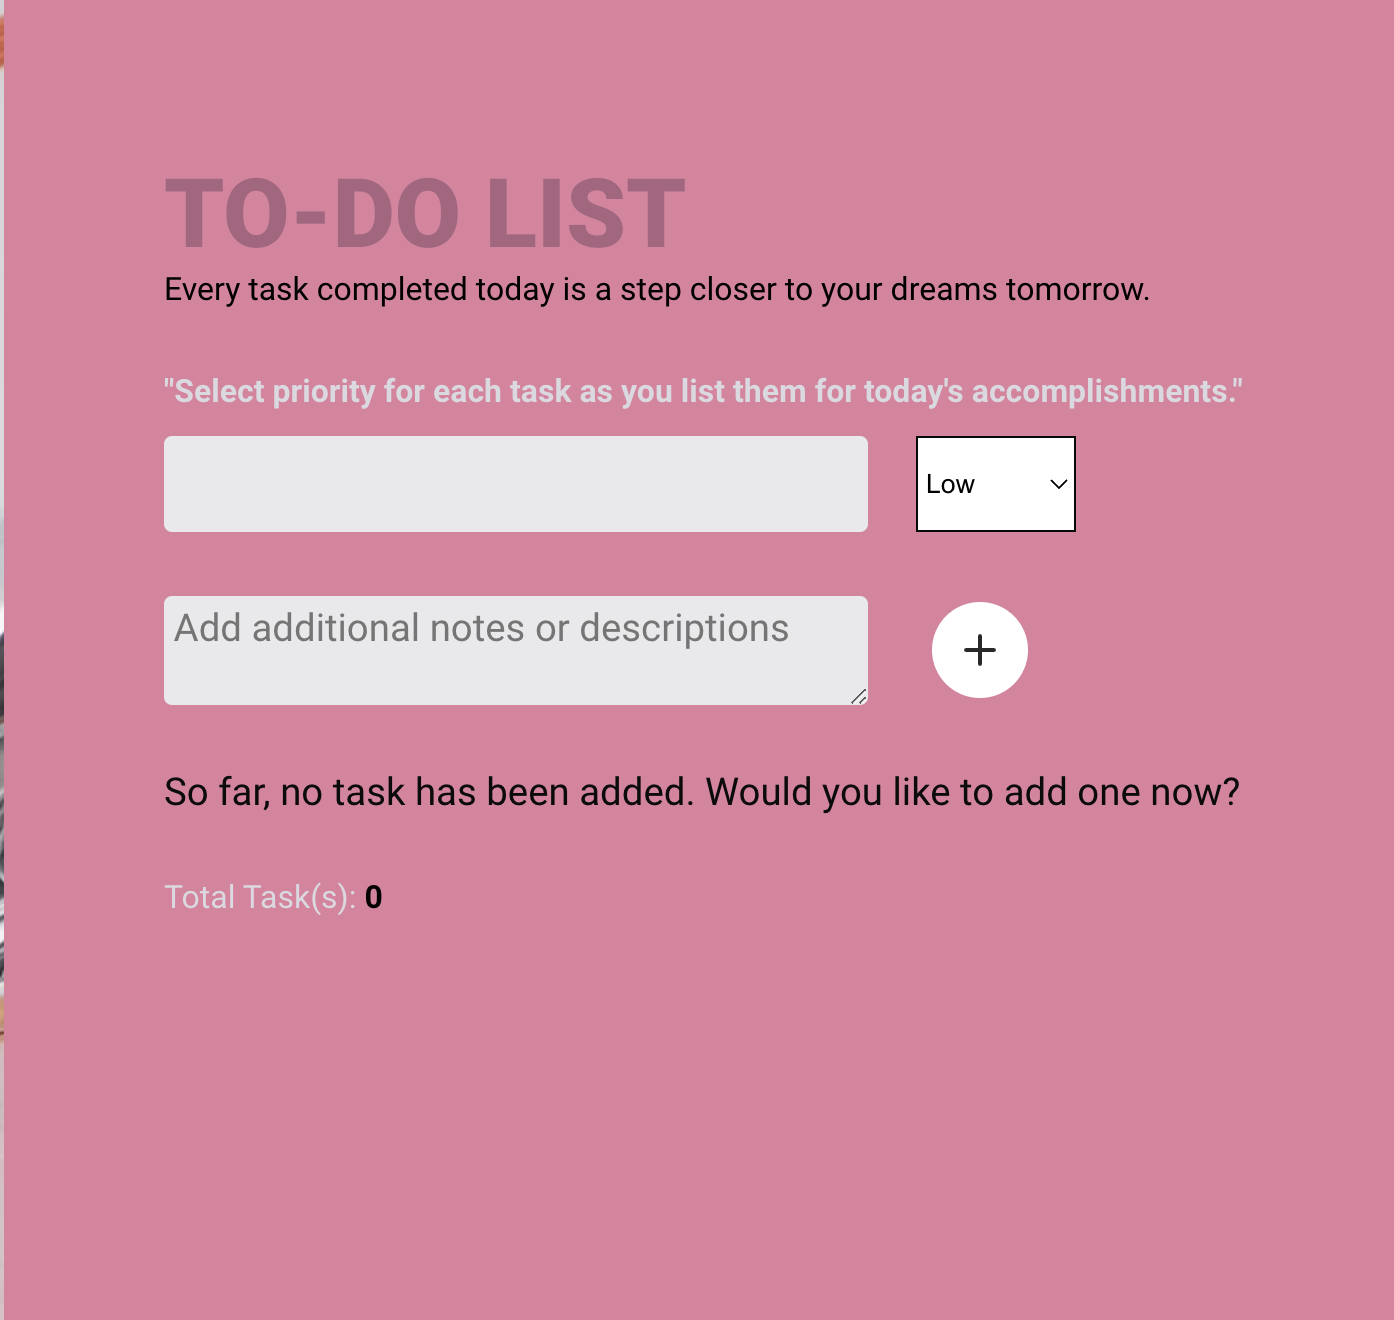 TO-DO LIST
Every task completed today is a step closer to your dreams tomorrow.
"Select priority for each task as you list them for today's accomplishments."
Low
Add additional notes or descriptions
So far, no task has been added. Would you like to add one now?
Total Task(s): 0